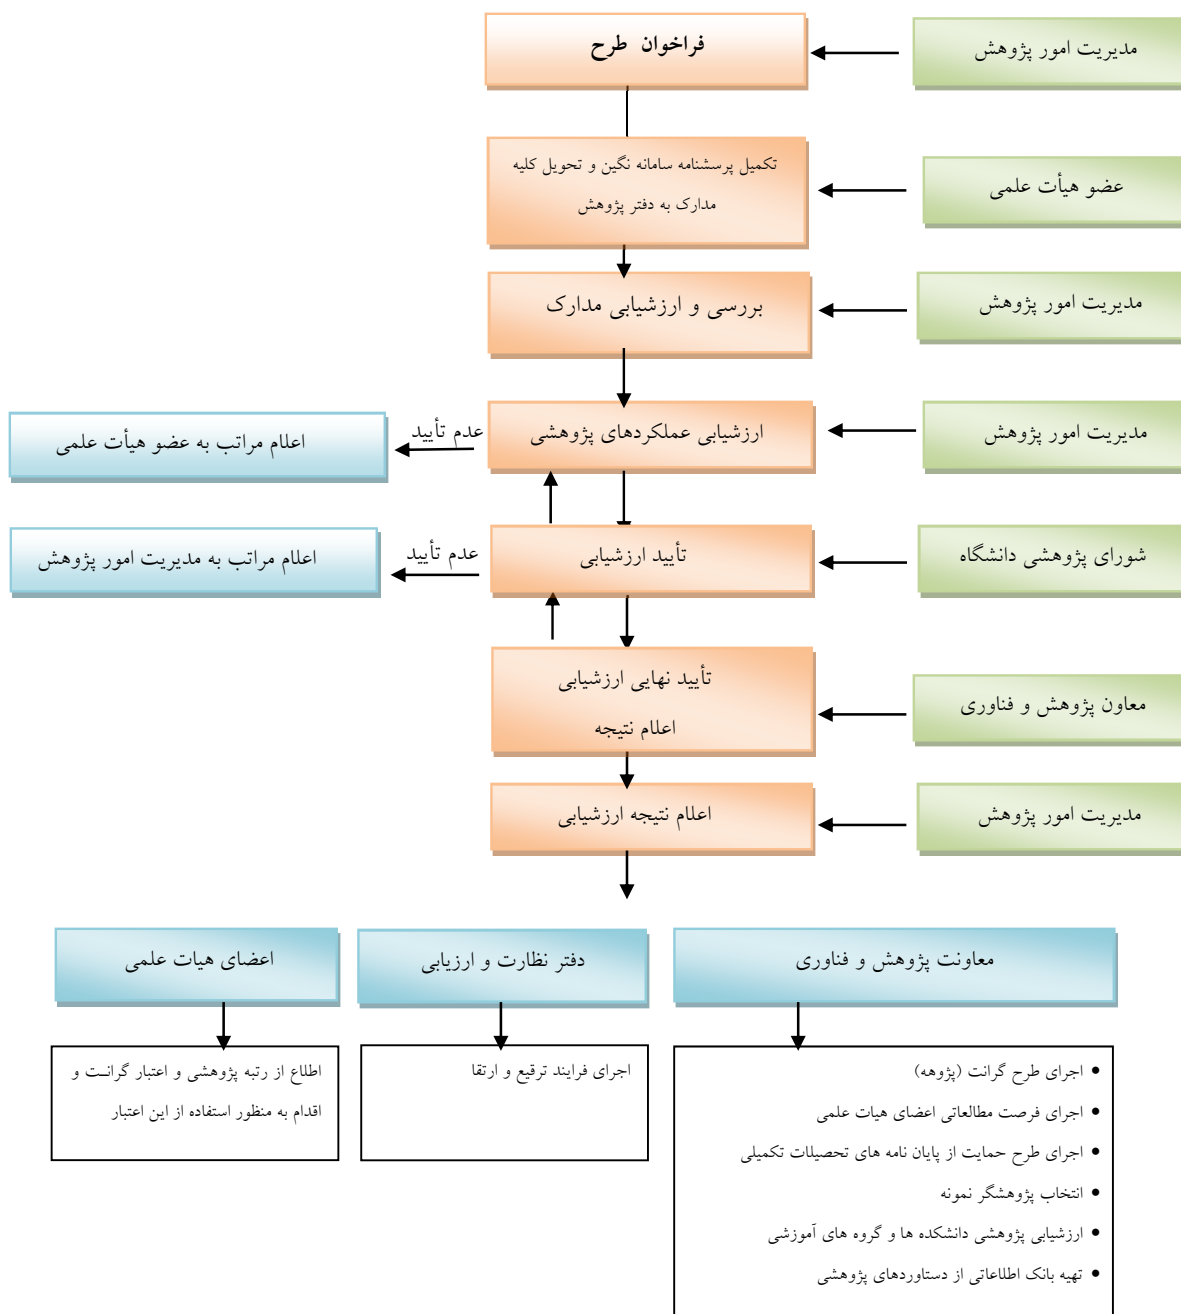 مدیریت امور پژوهش
فراخوان طرح
عضو هیأت علمی
تکمیل پرسشنامه سامانه نگین و تحویل کلیه
مدارک به دفتر پژوهش
مدیریت امور پژوهش
بررسی و ارزشیابی مدارک
مدیریت امور پژوهش
ارزشیابی عملکردهای پژوهشی
عدم تأیید
اعلام مراتب به عضو هیأت علمی
شورای پژوهشی دانشگاه
تأیید ارزشیابی
عدم تأیید
اعلام مراتب به مدیریت امور پژوهش
معاون پژوهش و فناوری
تأیید نهایی ارزشیابی
اعلام نتیجه
مدیریت امور پژوهش
اعلام نتیجه ارزشیابی
معاونت پژوهش و فناوری
• اجرای طرح گرانت (پژوهه)
• اجرای فرصت مطالعاتی اعضای هیات علمی
• اجرای طرح حمایت از پایان نامه های تحصیلات تکمیلی
• انتخاب پژوهشگر نمونه
• ارزشیابی پژوهشی دانشکده ها و گروه های آموزشی
• تهیه بانک اطلاعاتی از دستاوردهای پژوهشی
دفتر نظارت و ارزیابی
اجرای فرایند ترفیع و ارتقا
اعضای هیات علمی
اطلاع از رتبه پژوهشی و اعتبار گرانت و
اقدام به منظور استفاده از این اعتبار